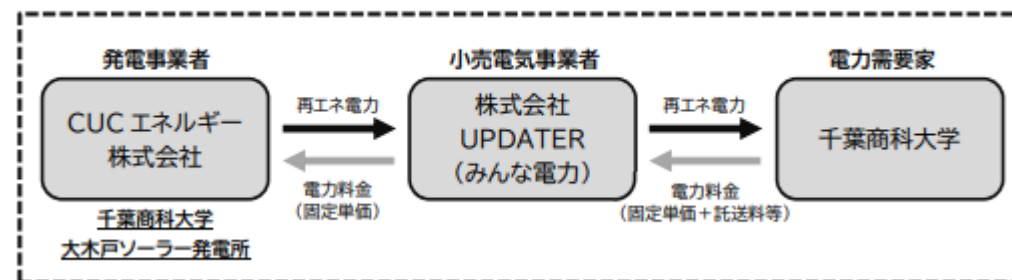 発電事業者
CUC エネルギー
株式会社
千葉商科大学
大木戸ソーラー発電所
再エネ電力
電力料金
(固定単価)
小売電気事業者
株式会社
UPDATER
(みんな電力)
再エネ電力
電力料金
(固定単価+託送料等)
電力需要家
千葉商科大学